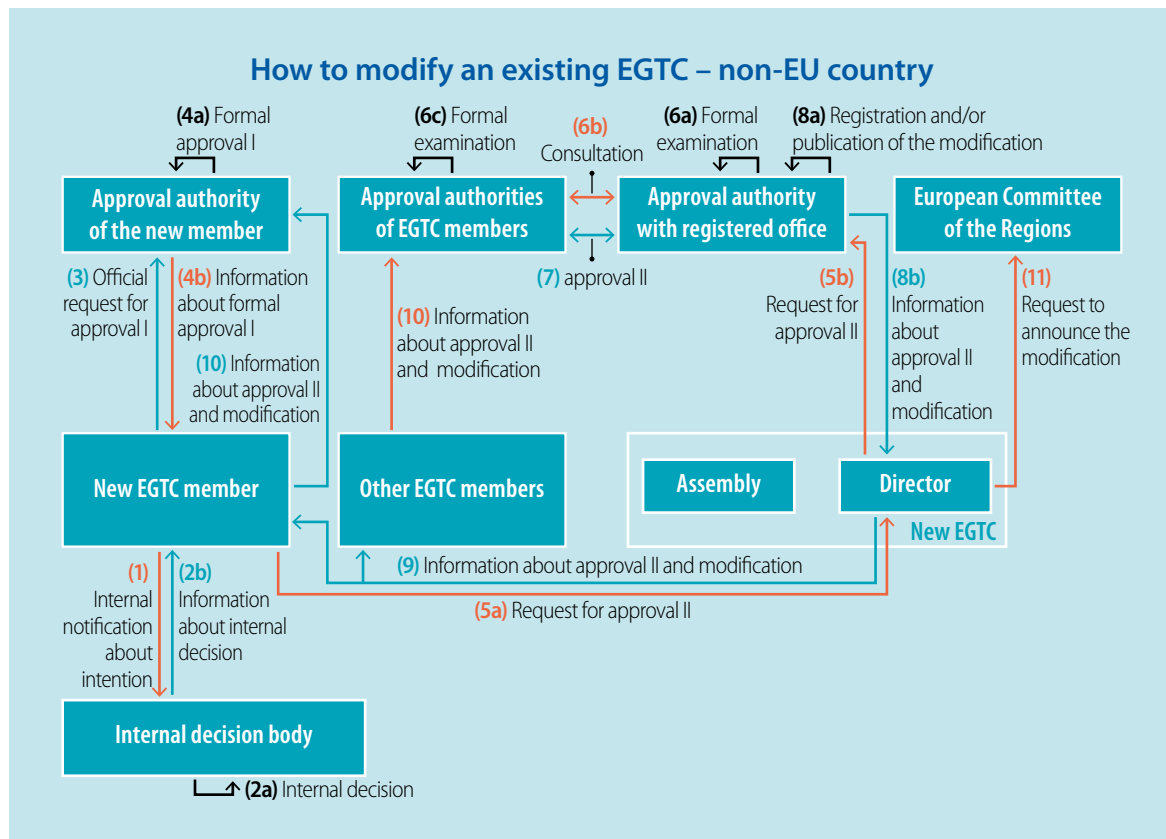 How to modify an existing EGTC – non-EU country
(4a) Formal
approval I
(6c) Formal
examination
(6b)
Consultation
(6a) Formal
examination
(8a) Registration and/or
publication of the modification
Approval authority
of the new member
Approval authorities
of EGTC members
Approval authority
with registered office
European Committee
of the Regions
(3) Official
request for
approval I
(4b) Information
about formal
approval I
(10) Information
about approval II
and modification
(10) Information
about approval II
and modification
(7) approval II
(5b)
Request for
approval II
(8b)
Information
about
approval II
and
modification
(11)
Request to
announce the
modification
New EGTC member
Other EGTC members
Assembly
Director
New EGTC
(9) Information about approval II and modification
(5a) Request for approval II
(1)
Internal
notification
about
intention
(2b)
Information
about internal
decision
Internal decision body
(2a) Internal decision